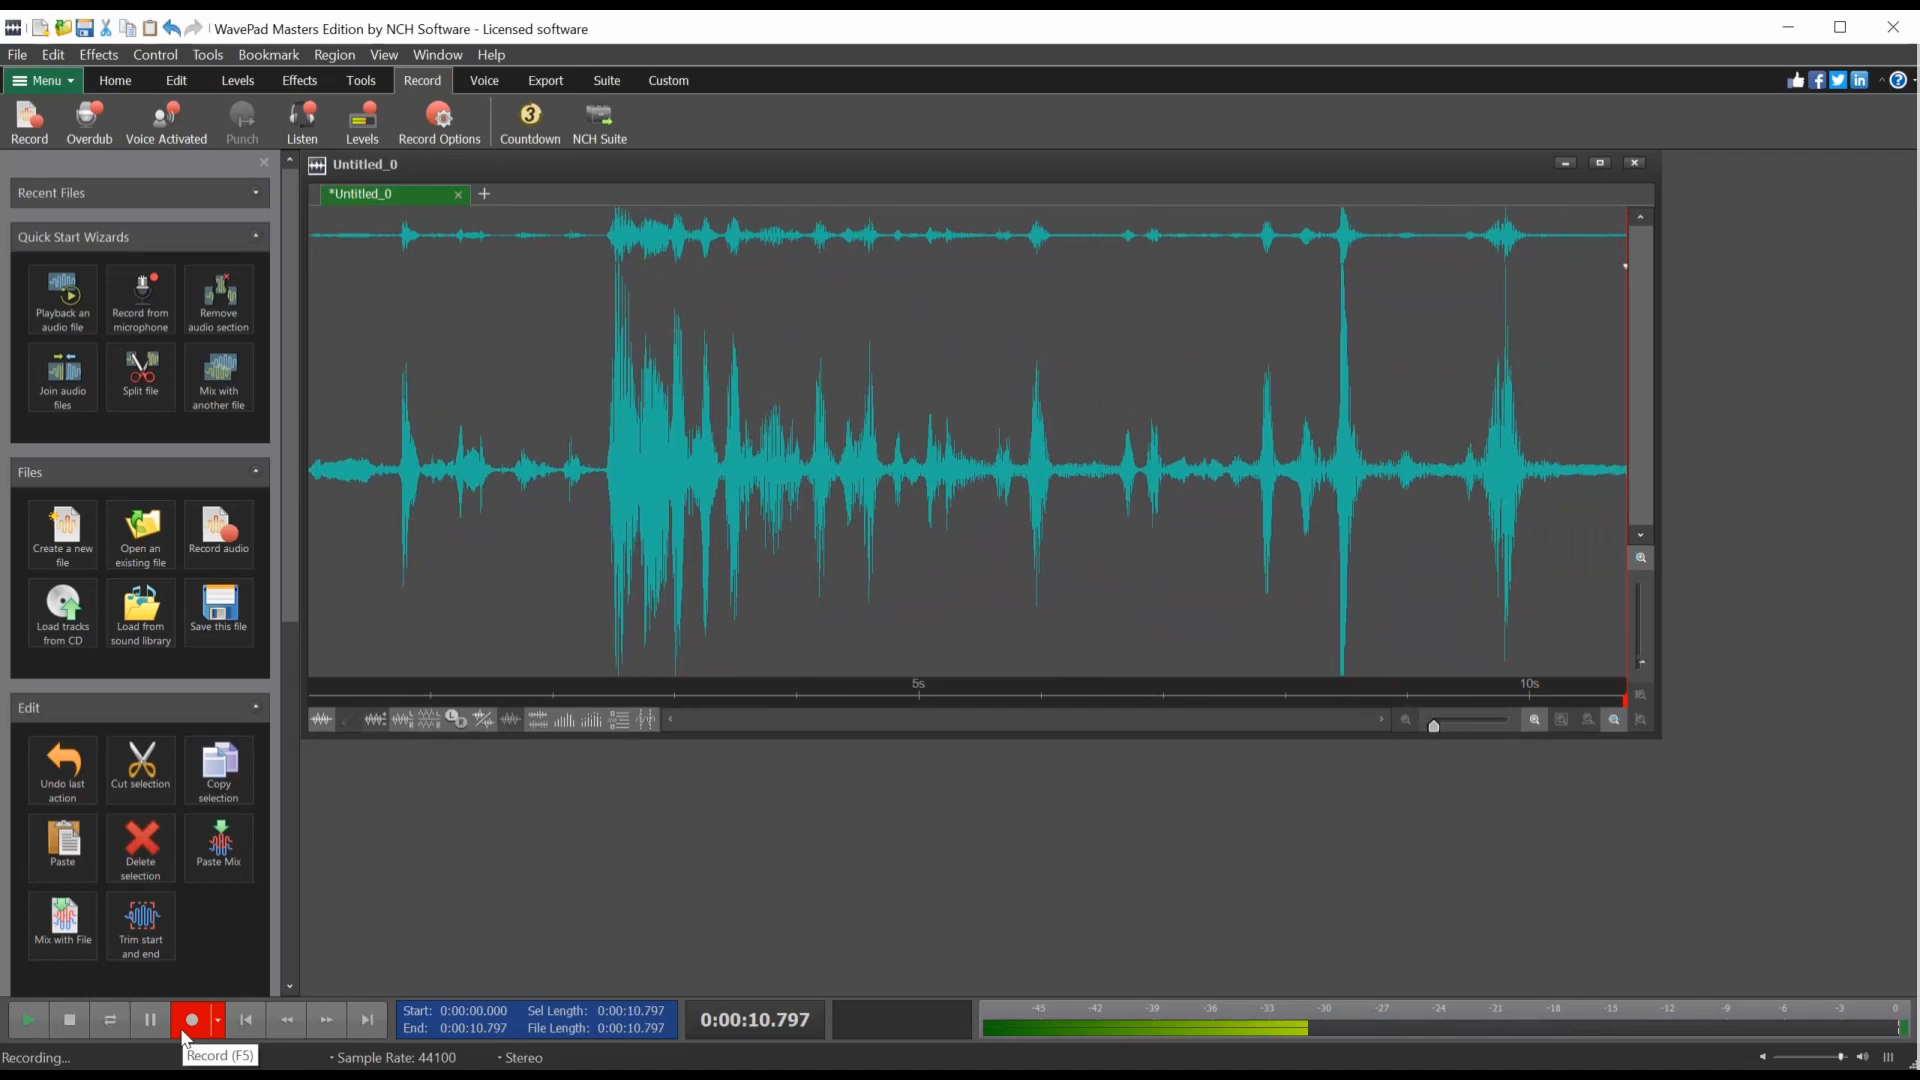 WavePad Masters Edition by NCH Software - Licensed software
File Edit Effects Control Tools Bookmark Region View Window Help
Menu Home Edit Levels Effects Tools Record Voice Export Suite Custom
3
Record Overdub Voice Activated Punch Listen Levels Record Options Countdown NCH Suite
Untitled_0
*Untitled_0
Recent Files
Quick Start Wizards
Playback an audio file
Record from microphone
Remove audio section
Join audio files
Split file
Mix with another file
Files
Create a new file
Open an existing file
Record audio
Load tracks from CD
Load from sound library
Save this file
5s 10s
Edit
Undo last action
Cut selection
Copy selection
Paste
Delete selection
Paste Mix
Mix with File
Trim start and end
Start: 0:00:00.000 Sel Length: 0:00:10.797
End: 0:00:10.797 File Length: 0:00:10.797
0:00:10.797
-45 -42 -39 -36 -33 -30 -27 -24 -21 -18 -15 -12 -9 -6 -3 0
Record (F5)
Recording...
Sample Rate: 44100
Stereo